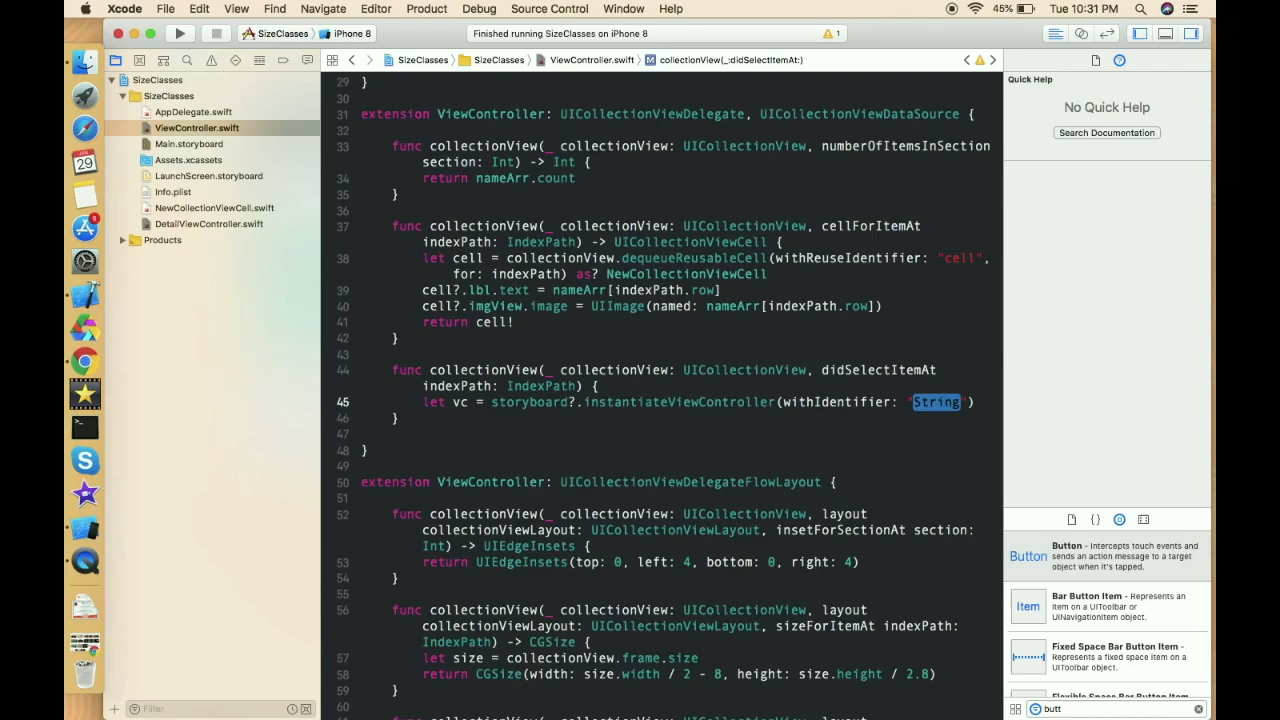 Xcode File Edit View Find Navigate Editor Product Debug Source Control Window Help 45% Tue 10:31 PM
SizeClasses iPhone 8 Finished running SizeClasses on iPhone 8 1
SizeClasses SizeClasses ViewController.swift M collectionView(_:didSelectItemAt:)
SizeClasses
SizeClasses
AppDelegate.swift
ViewController.swift
Main.storyboard
Assets.xcassets
LaunchScreen.storyboard
Info.plist
NewCollectionViewCell.swift
DetailViewController.swift
Products
Filter
JAN
29
6
S
29 }
30
31 extension ViewController: UICollectionViewDelegate, UICollectionViewDataSource {
32
33 func collectionView(_ collectionView: UICollectionView, numberOfItemsInSection
section: Int) -> Int {
34 return nameArr.count
35 }
36
37 func collectionView(_ collectionView: UICollectionView, cellForItemAt
indexPath: IndexPath) -> UICollectionViewCell {
38 let cell = collectionView.dequeueReusableCell(withReuseIdentifier: "cell",
for: indexPath) as? NewCollectionViewCell
39 cell?.lbl.text = nameArr[indexPath.row]
40 cell?.imgView.image = UIImage(named: nameArr[indexPath.row])
41 return cell!
42 }
43
44 func collectionView(_ collectionView: UICollectionView, didSelectItemAt
indexPath: IndexPath) {
45 let vc = storyboard?.instantiateViewController(withIdentifier: "String")
46 }
47
48 }
49
50 extension ViewController: UICollectionViewDelegateFlowLayout {
51
52 func collectionView(_ collectionView: UICollectionView, layout
collectionViewLayout: UICollectionViewLayout, insetForSectionAt section:
Int) -> UIEdgeInsets {
53 return UIEdgeInsets(top: 0, left: 4, bottom: 0, right: 4)
54 }
55
56 func collectionView(_ collectionView: UICollectionView, layout
collectionViewLayout: UICollectionViewLayout, sizeForItemAt indexPath:
IndexPath) -> CGSize {
57 let size = collectionView.frame.size
58 return CGSize(width: size.width / 2 - 8, height: size.height / 2.8)
59 }
60
Quick Help
No Quick Help
Search Documentation
Button
Button - Intercepts touch events and
sends an action message to a target
object when it's tapped.
Item
Bar Button Item - Represents an
item on a UIToolbar or
UINavigationItem object.
Fixed Space Bar Button Item -
Represents a fixed space item on a
UIToolbar object.
Flexible Space Bar Button Item
butt